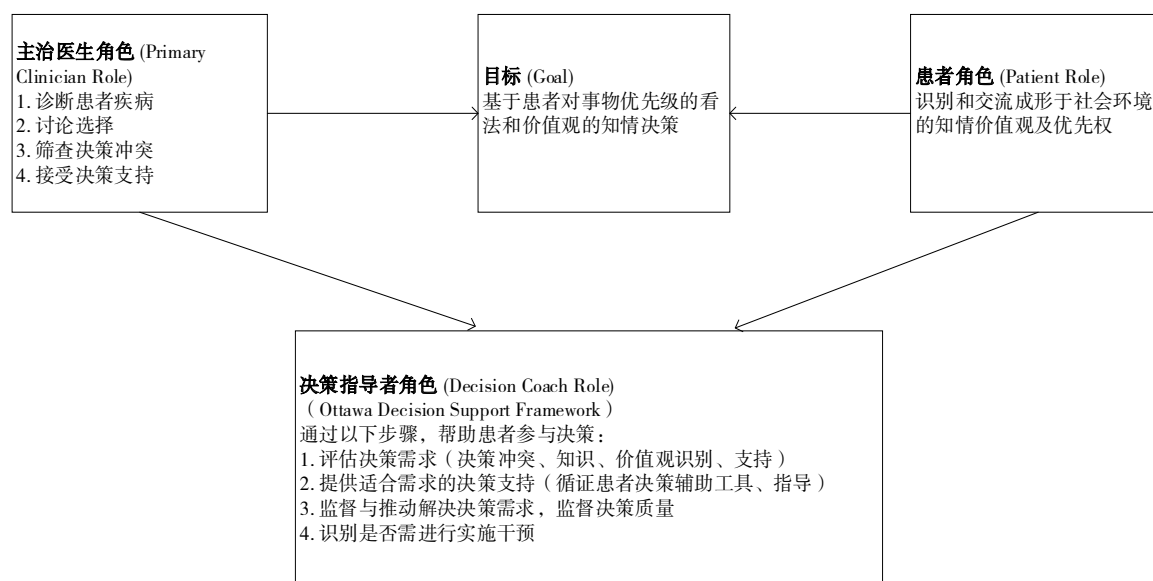 主治医生角色 (Primary
Clinician Role)
1. 诊断患者疾病
2. 讨论选择
3. 筛查决策冲突
4. 接受决策支持
目标 (Goal)
基于患者对事物优先级的看
法和价值观的知情决策
患者角色 (Patient Role)
识别和交流成形于社会环境
的知情价值观及优先权
决策指导者角色 (Decision Coach Role)
（Ottawa Decision Support Framework）
通过以下步骤，帮助患者参与决策：
1. 评估决策需求（决策冲突、知识、价值观识别、支持）
2. 提供适合需求的决策支持（循证患者决策辅助工具、指导）
3. 监督与推动解决决策需求，监督决策质量
4. 识别是否需进行实施干预